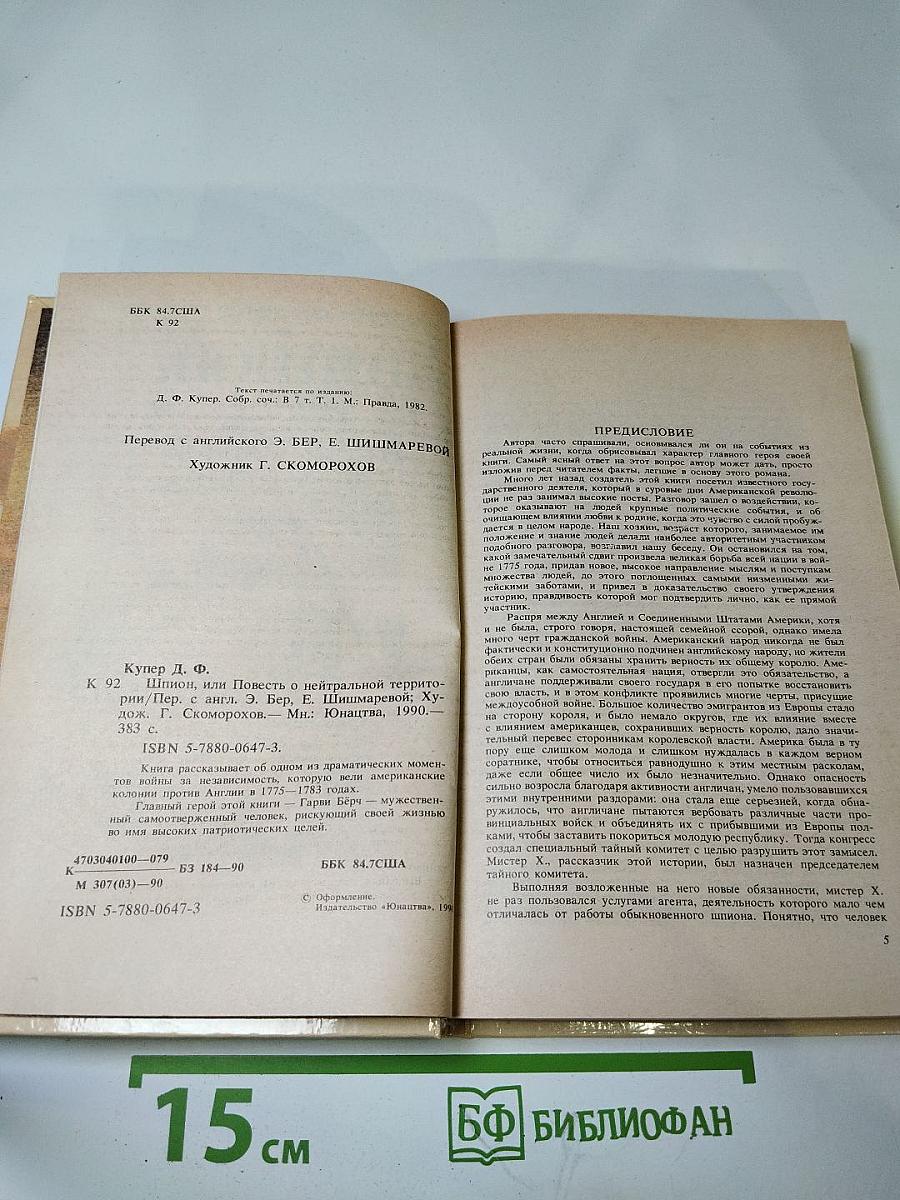 ББК 84.7США
К 92
Текст печатается по изданию:
Д. Ф. Купер. Собр. соч.: В 7 т. Т. 1. М.: Правда, 1982.
Перевод с английского Э. БЕР, Е. ШИШМАРЕВОЙ
Художник Г. СКОМОРОХОВ
Купер Д. Ф.
К 92 Шпион, или Повесть о нейтральной террито-
рии/Пер. с англ. Э. Бер, Е. Шишмаревой; Ху-
дож. Г. Скоморохов.— Мн.: Юнацтва, 1990.—
383 с.
ISBN 5-7880-0647-3.
Книга рассказывает об одном из драматических момен-
тов войны за независимость, которую вели американские
колонии против Англии в 1775—1783 годах.
Главный герой этой книги — Гарви Бёрч — мужествен-
ный самоотверженный человек, рискующий своей жизнью
во имя высоких патриотических целей.
4703040100—079
К БЗ 184—90 ББК 84.7США
М 307(03)—90
© Оформление.
ISBN 5-7880-0647-3
Издательство «Юнацтва», 199
ПРЕДИСЛОВИЕ
Автора часто спрашивали, основывался ли он на событиях из
реальной жизни, когда обрисовывал характер главного героя своей
книги. Самый ясный ответ на этот вопрос автор может дать, просто
изложив перед читателем факты, легшие в основу этого романа.
Много лет назад создатель этой книги посетил известного госу-
дарственного деятеля, который в суровые дни Американской револю-
ции не раз занимал высокие посты. Разговор зашел о воздействии, ко-
торое оказывают на людей крупные политические события, и об
очищающем влиянии любви к родине, когда это чувство с силой пробуж-
дается в целом народе. Наш хозяин, возраст которого, занимаемое им
положение и знание людей делали наиболее авторитетным участником
подобного разговора, возглавил нашу беседу. Он остановился на том,
какой замечательный сдвиг произвела великая борьба всей нации в вой-
не 1775 года, придав новое, высокое направление мыслям и поступкам
множества людей, до этого поглощенных самыми низменными жи-
тейскими заботами, и привел в доказательство своего утверждения
историю, правдивость которой мог подтвердить лично, как ее прямой
участник.
Распря между Англией и Соединенными Штатами Америки, хотя
и не была, строго говоря, настоящей семейной ссорой, однако имела
много черт гражданской войны. Американский народ никогда не был
фактически и конституционно подчинен английскому народу, но жители
обеих стран были обязаны хранить верность их общему королю. Аме-
риканцы, как самостоятельная нация, отвергли это обязательство, а
англичане поддерживали своего государя в его попытке восстановить
свою власть, и в этом конфликте проявились многие черты, присущие
междоусобной войне. Большое количество эмигрантов из Европы стало
на сторону короля, и было немало округов, где их влияние вместе
с влиянием американцев, сохранивших верность королю, дало значи-
тельный перевес сторонникам королевской власти. Америка была в ту
пору еще слишком молода и слишком нуждалась в каждом верном
соратнике, чтобы относиться равнодушно к этим местным расколам,
даже если общее число их было незначительно. Однако опасность
сильно возросла благодаря активности англичан, умело пользовавшихся
этими внутренними раздорами: она стала еще серьезней, когда обна-
ружилось, что англичане пытаются вербовать различные части про-
винциальных войск и объединять их с прибывшими из Европы пол-
ками, чтобы заставить покориться молодую республику. Тогда конгресс
создал специальный тайный комитет с целью разрушить этот замысел.
Мистер Х., рассказчик этой истории, был назначен председателем
тайного комитета.
Выполняя возложенные на него новые обязанности, мистер Х.
не раз пользовался услугами агента, деятельность которого мало чем
отличалась от работы обыкновенного шпиона. Понятно, что человек
5
15 см
БФ БИБЛИОФАН